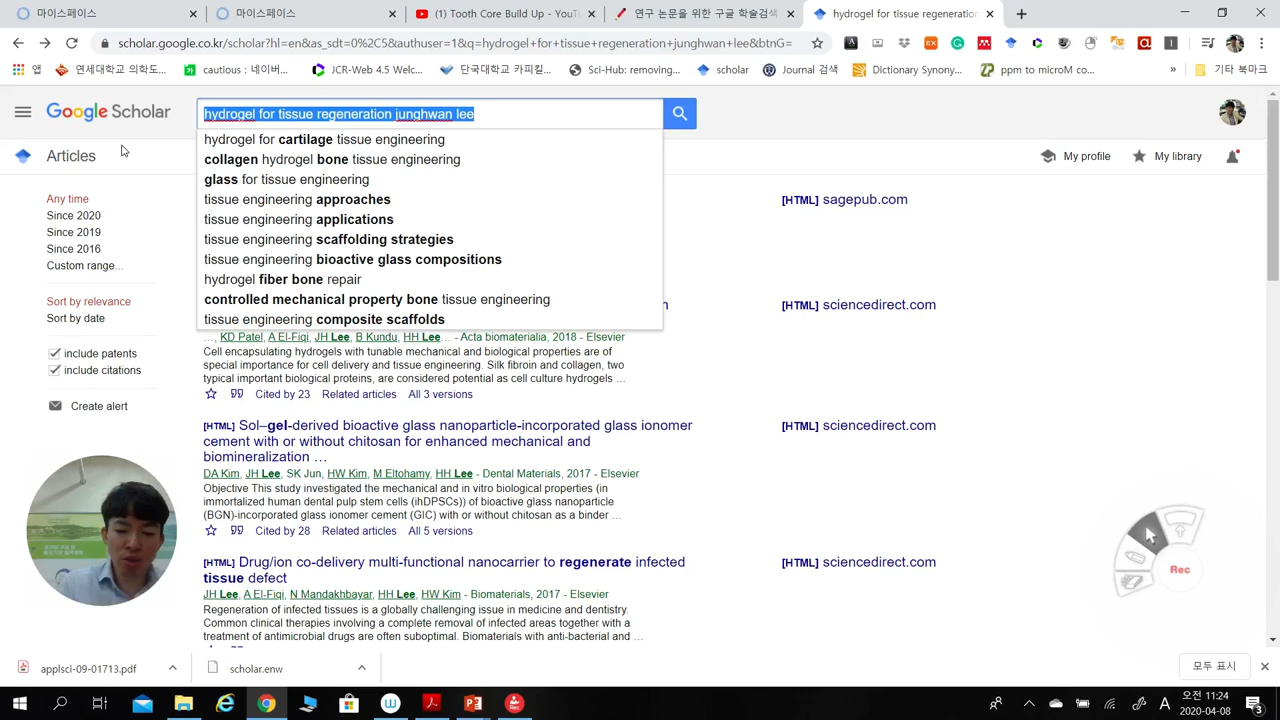 마이스페이스
마이스페이스
(1) Tooth Core Build Up - YouT
연구 논문을 위한 구글 학술검색
hydrogel for tissue regeneration
scholar.google.co.kr/scholar?hl=en&as_sdt=0%2C5&authuser=1&q=hydrogel+for+tissue+regeneration+junghwan+lee&btnG=
앱
연세대학교 의학도...
cautious : 네이버...
JCR-Web 4.5 Welc...
단국대학교 카피킬...
Sci-Hub: removing...
scholar
Journal 검색
Dictionary Synony...
ppm to microM co...
»
기타 북마크
Google Scholar
hydrogel for tissue regeneration junghwan lee
hydrogel for cartilage tissue engineering
collagen hydrogel bone tissue engineering
glass for tissue engineering
tissue engineering approaches
tissue engineering applications
tissue engineering scaffolding strategies
tissue engineering bioactive glass compositions
hydrogel fiber bone repair
controlled mechanical property bone tissue engineering
tissue engineering composite scaffolds
Articles
My profile
My library
Any time
Since 2020
Since 2019
Since 2016
Custom range...
Sort by relevance
Sort by date
include patents
include citations
Create alert
[HTML] sagepub.com
[HTML] sciencedirect.com
..., KD Patel, A El-Fiqi, JH Lee, B Kundu, HH Lee... - Acta biomaterialia, 2018 - Elsevier
Cell encapsulating hydrogels with tunable mechanical and biological properties are of
special importance for cell delivery and tissue engineering. Silk fibroin and collagen, two
typical important biological proteins, are considered potential as cell culture hydrogels ...
Cited by 23 Related articles All 3 versions
[HTML] Sol–gel-derived bioactive glass nanoparticle-incorporated glass ionomer
cement with or without chitosan for enhanced mechanical and
biomineralization ...
[HTML] sciencedirect.com
DA Kim, JH Lee, SK Jun, HW Kim, M Eltohamy, HH Lee - Dental Materials, 2017 - Elsevier
Objective This study investigated the mechanical and in vitro biological properties (in
immortalized human dental pulp stem cells (ihDPSCs)) of bioactive glass nanoparticle
(BGN)-incorporated glass ionomer cement (GIC) with or without chitosan as a binder ...
Cited by 28 Related articles All 5 versions
[HTML] Drug/ion co-delivery multi-functional nanocarrier to regenerate infected
tissue defect
[HTML] sciencedirect.com
JH Lee, A El-Fiqi, N Mandakhbayar, HH Lee, HW Kim - Biomaterials, 2017 - Elsevier
Regeneration of infected tissues is a globally challenging issue in medicine and dentistry.
Common clinical therapies involving a complete removal of infected areas together with a
treatment of antimicrobial drugs are often suboptimal. Biomaterials with anti-bacterial and ...
Rec
applsci-09-01713.pdf
scholar.enw
모두 표시
A
오전 11:24
2020-04-08
3